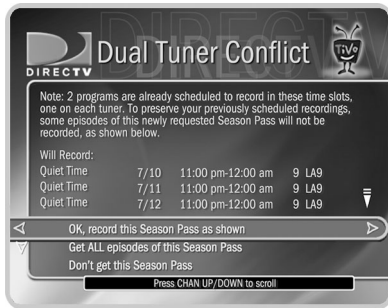 DIRECTV
Dual Tuner Conflict
TiVo
DIRECTV
Note: 2 programs are already scheduled to record in these time slots,
one on each tuner. To preserve your previously scheduled recordings,
some episodes of this newly requested Season Pass will not be
recorded, as shown below.
Will Record:
Quiet Time 7/10 11:00 pm-12:00 am 9 LA9
Quiet Time 7/11 11:00 pm-12:00 am 9 LA9
Quiet Time 7/12 11:00 pm-12:00 am 9 LA9
OK, record this Season Pass as shown
Get ALL episodes of this Season Pass
Don't get this Season Pass
Press CHAN UP/DOWN to scroll